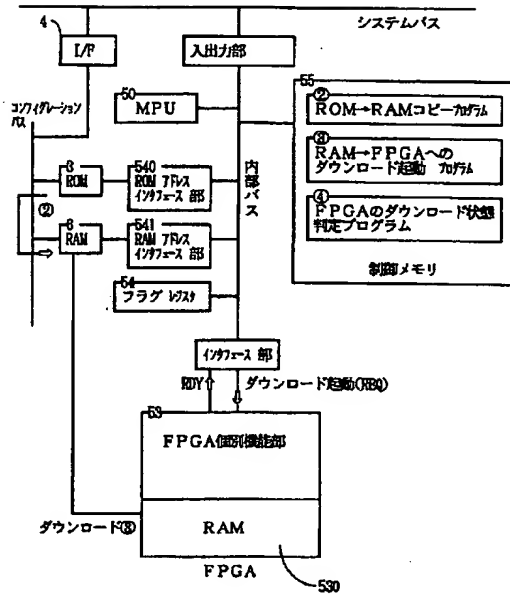 システムバス
4
I/F
入出力部
コンフィグレーション
バス
50
MPU
55
②
ROM→RAMコピープログラム
③
RAM→FPGAへの
ダウンロード起動 プログラム
④
FPGAのダウンロード状態
判定プログラム
制御メモリ
6
ROM
540
ROM アドレス
インタフェース 部
内部バス
②
6
RAM
541
RAM アドレス
インタフェース 部
54
フラグ レジスタ
インタフェース 部
RDY
ダウンロード起動(REQ)
53
FPGA個別機能部
RAM
ダウンロード③
FPGA
530